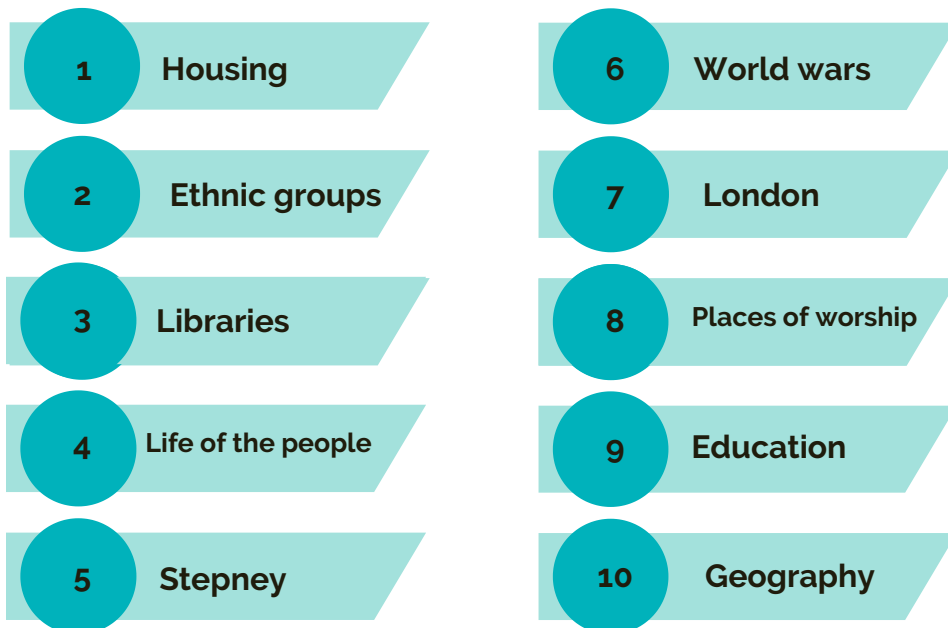 1 Housing
2 Ethnic groups
3 Libraries
4 Life of the people
5 Stepney
6 World wars
7 London
8 Places of worship
9 Education
10 Geography